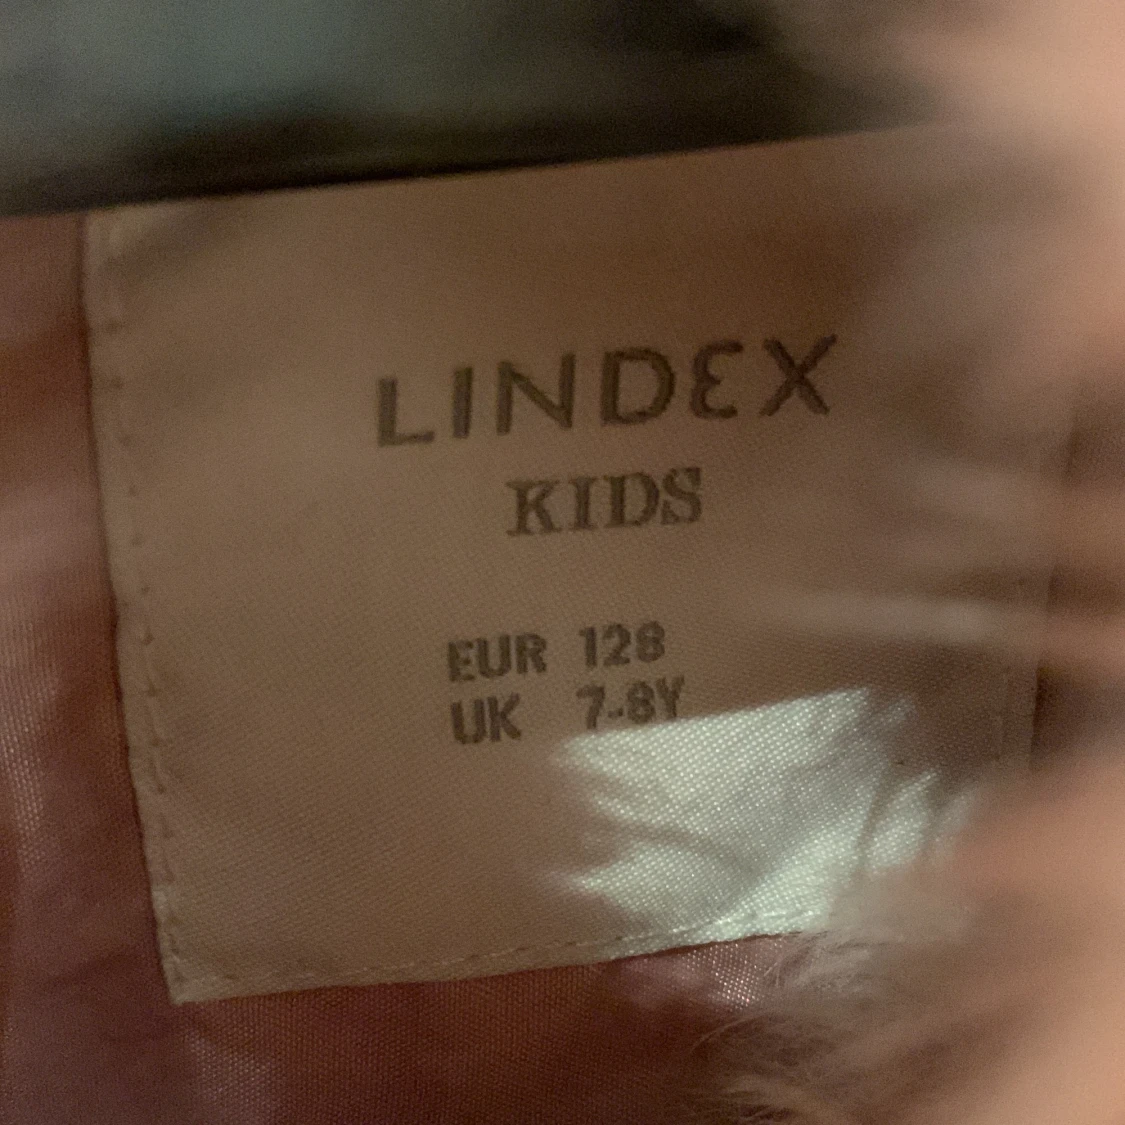 LINDEX
KIDS
EUR 128
UK 7-8Y